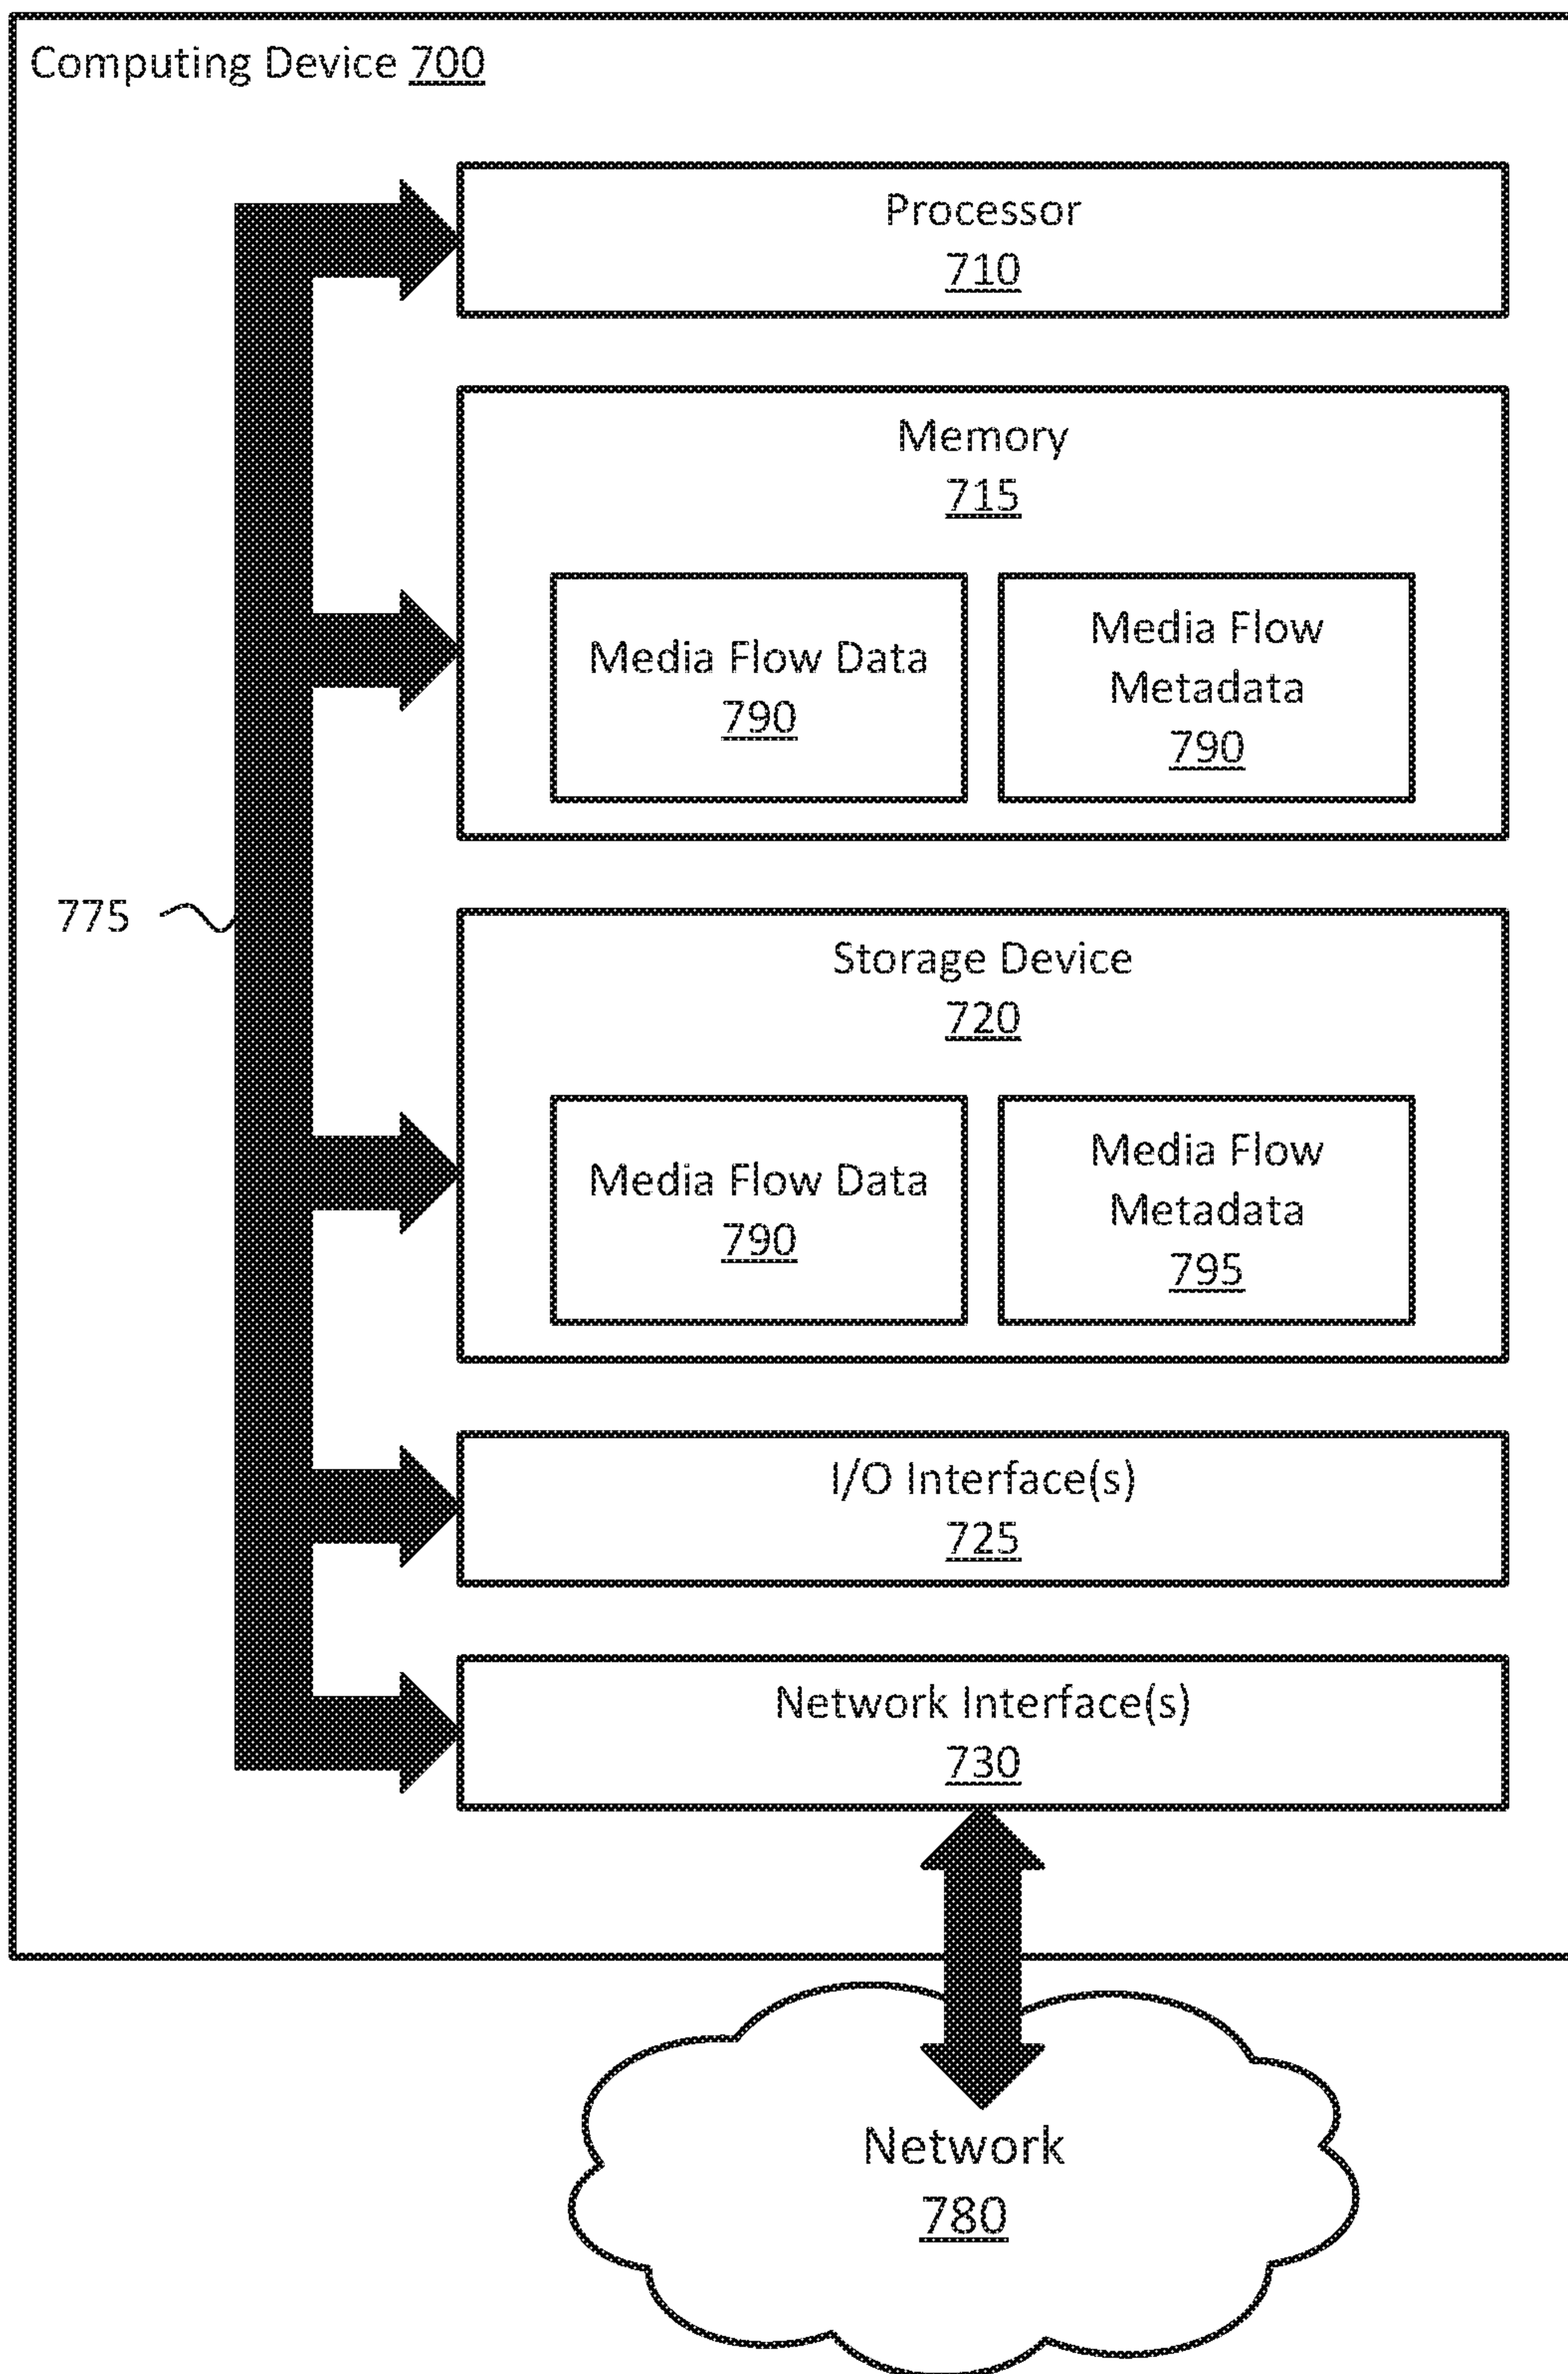 Computing Device 700
Processor
710
Memory
715
Media Flow Data
790
Media Flow
Metadata
790
775
Storage Device
720
Media Flow Data
790
Media Flow
Metadata
795
I/O Interface(s)
725
Network Interface(s)
730
Network
780